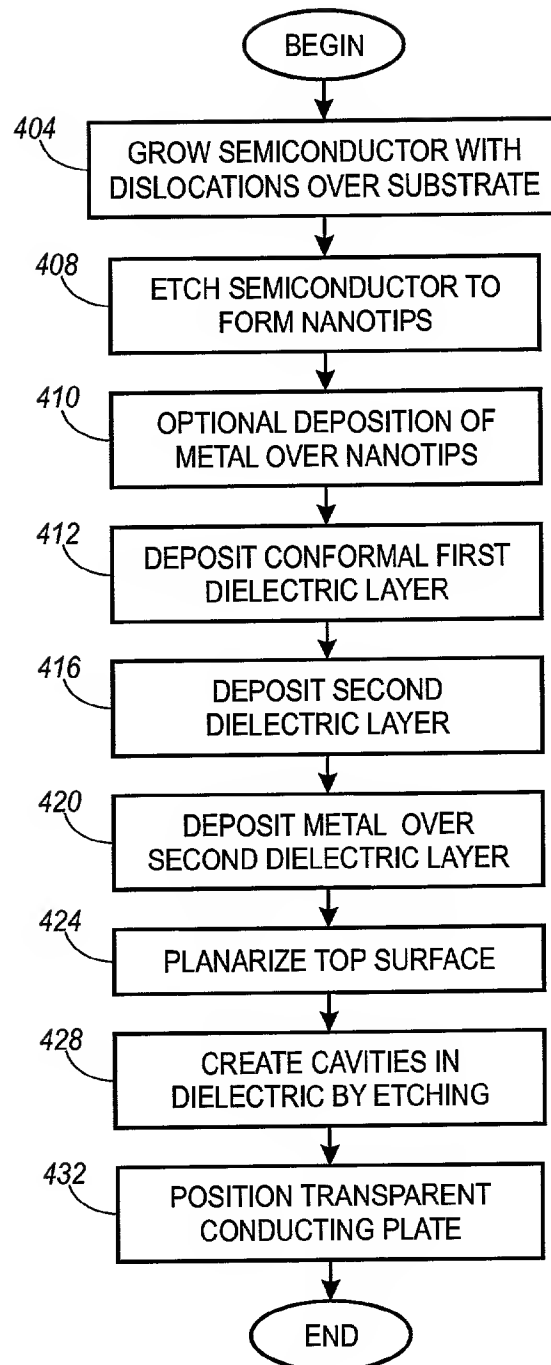 BEGIN
404
GROW SEMICONDUCTOR WITH
DISLOCATIONS OVER SUBSTRATE
408
ETCH SEMICONDUCTOR TO
FORM NANOTIPS
410
OPTIONAL DEPOSITION OF
METAL OVER NANOTIPS
412
DEPOSIT CONFORMAL FIRST
DIELECTRIC LAYER
416
DEPOSIT SECOND
DIELECTRIC LAYER
420
DEPOSIT METAL OVER
SECOND DIELECTRIC LAYER
424
PLANARIZE TOP SURFACE
428
CREATE CAVITIES IN
DIELECTRIC BY ETCHING
432
POSITION TRANSPARENT
CONDUCTING PLATE
END